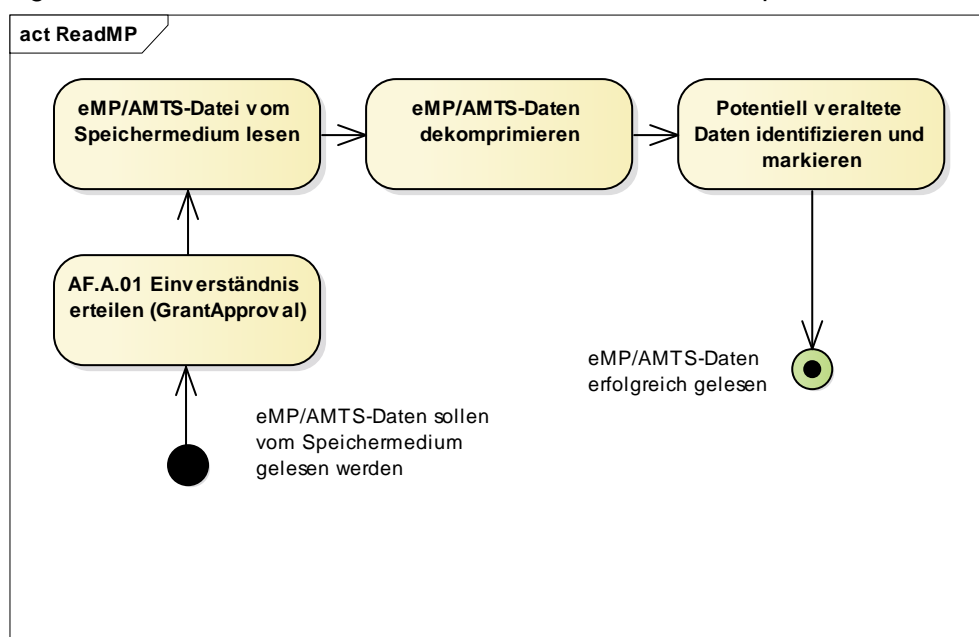 act ReadMP
eMP/AMTS-Datei vom
Speichermedium lesen
eMP/AMTS-Daten
dekomprimieren
Potentiell veraltete
Daten identifizieren und
markieren
AF.A.01 Einverständnis
erteilen (GrantApproval)
eMP/AMTS-Daten
erfolgreich gelesen
eMP/AMTS-Daten sollen
vom Speichermedium
gelesen werden